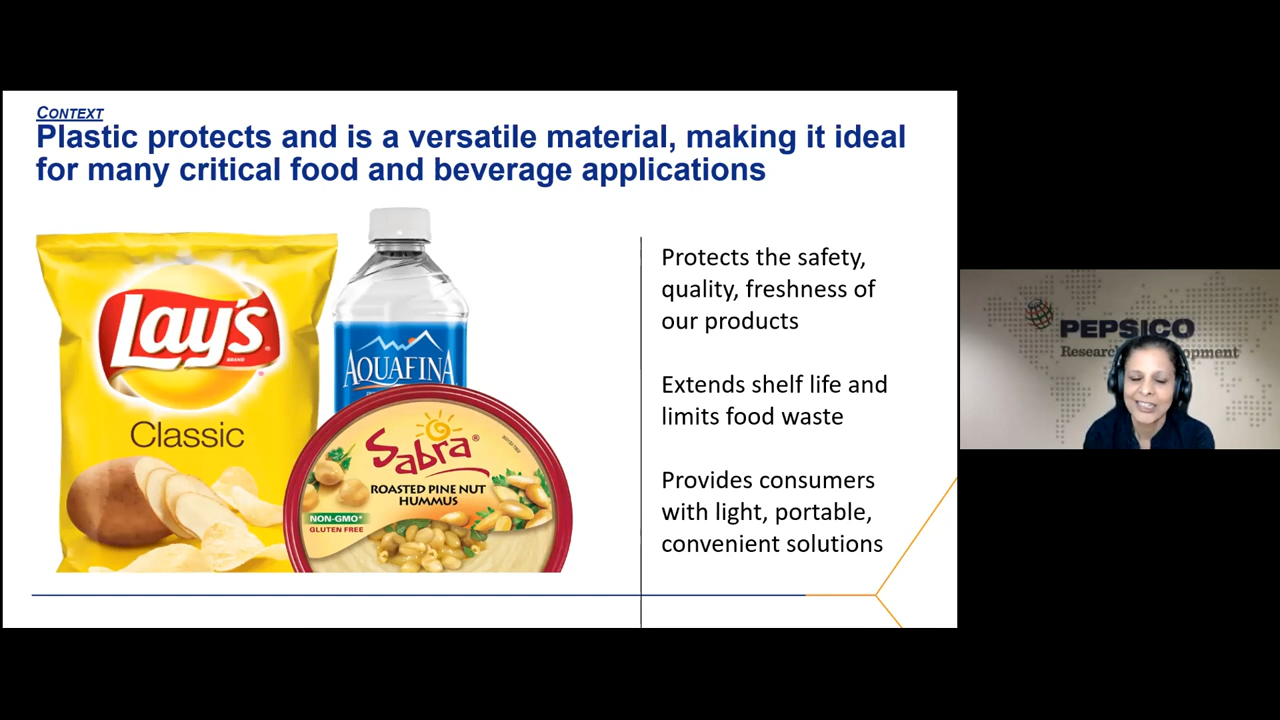 CONTEXT
Plastic protects and is a versatile material, making it ideal
for many critical food and beverage applications
Lay's
BRAND
Classic
AQUAFINA
Sabra
ROASTED PINE NUT
HUMMUS
NON-GMO*
GLUTEN FREE
Protects the safety,
quality, freshness of
our products
Extends shelf life and
limits food waste
Provides consumers
with light, portable,
convenient solutions
PEPSICO